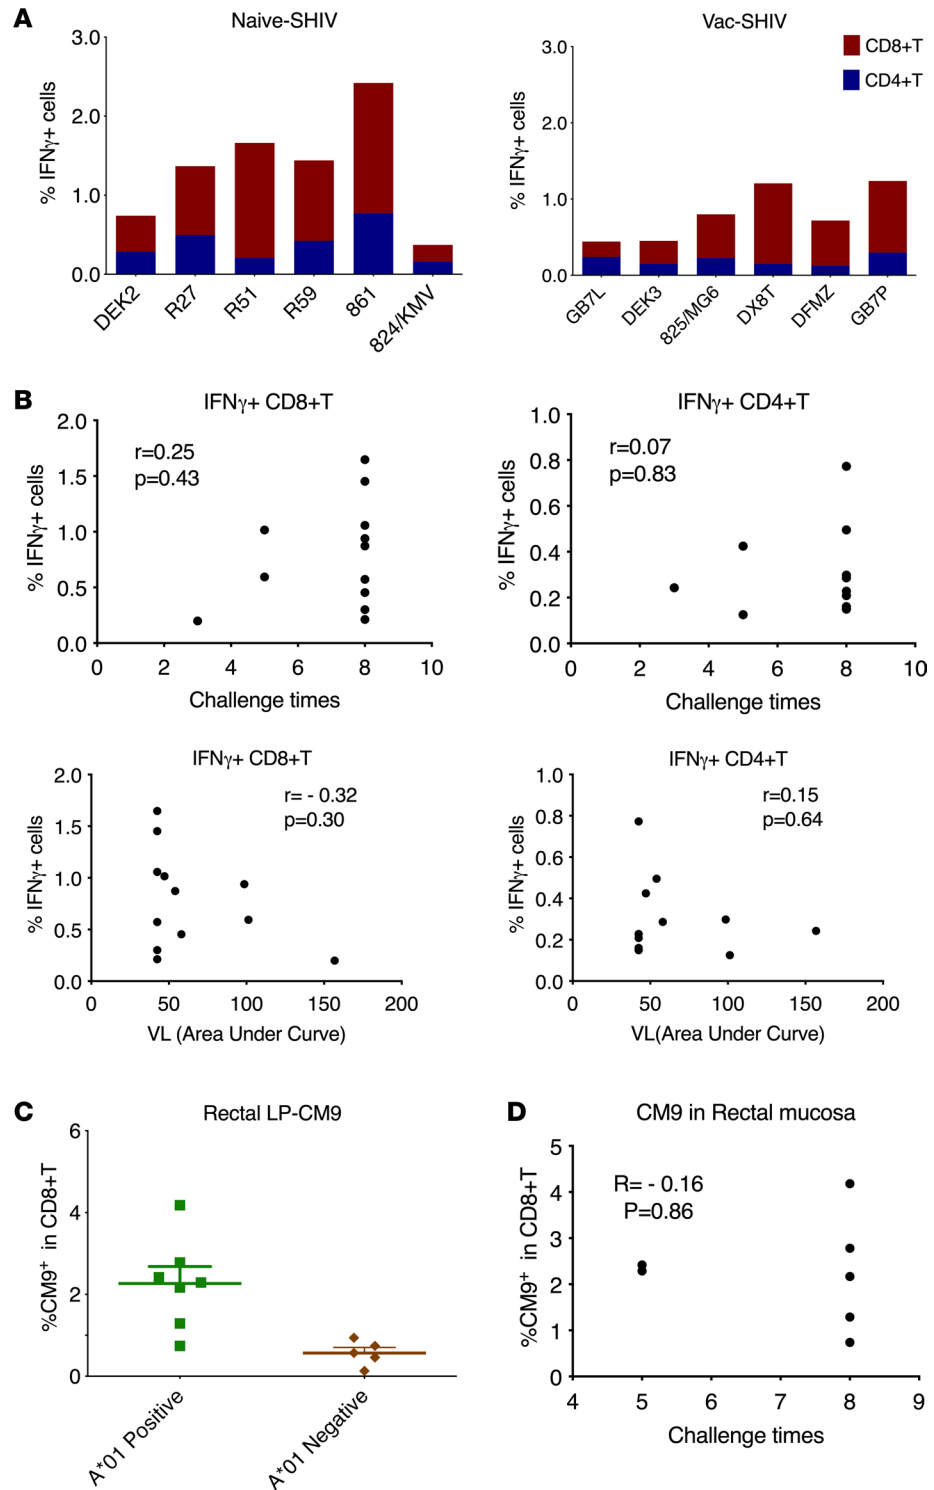 A
Naive-SHIV
% IFNγ+ cells
3.0
2.0
1.0
0.0
DEK2
R27
R51
R59
861
824/KMV
Vac-SHIV
% IFNγ+ cells
3.0
2.0
1.0
0.0
GB7L
DEK3
825/MG6
DX8T
DFMZ
GB7P
CD8+T
CD4+T
B
IFNγ+ CD8+T
r=0.25
p=0.43
% IFNγ+ cells
2.0
1.5
1.0
0.5
0.0
0 2 4 6 8 10
Challenge times
IFNγ+ CD4+T
r=0.07
p=0.83
% IFNγ+ cells
1.0
0.8
0.6
0.4
0.2
0.0
0 2 4 6 8 10
Challenge times
IFNγ+ CD8+T
r= - 0.32
p=0.30
% IFNγ+ cells
2.0
1.5
1.0
0.5
0.0
0 50 100 150 200
VL (Area Under Curve)
IFNγ+ CD4+T
r=0.15
p=0.64
% IFNγ+ cells
1.0
0.8
0.6
0.4
0.2
0.0
0 50 100 150 200
VL(Area Under Curve)
C
Rectal LP-CM9
%CM9+ in CD8+T
6
4
2
0
A*01 Positive
A*01 Negative
D
CM9 in Rectal mucosa
R= - 0.16
P=0.86
%CM9+ in CD8+T
5
4
3
2
1
0
4 5 6 7 8 9
Challenge times